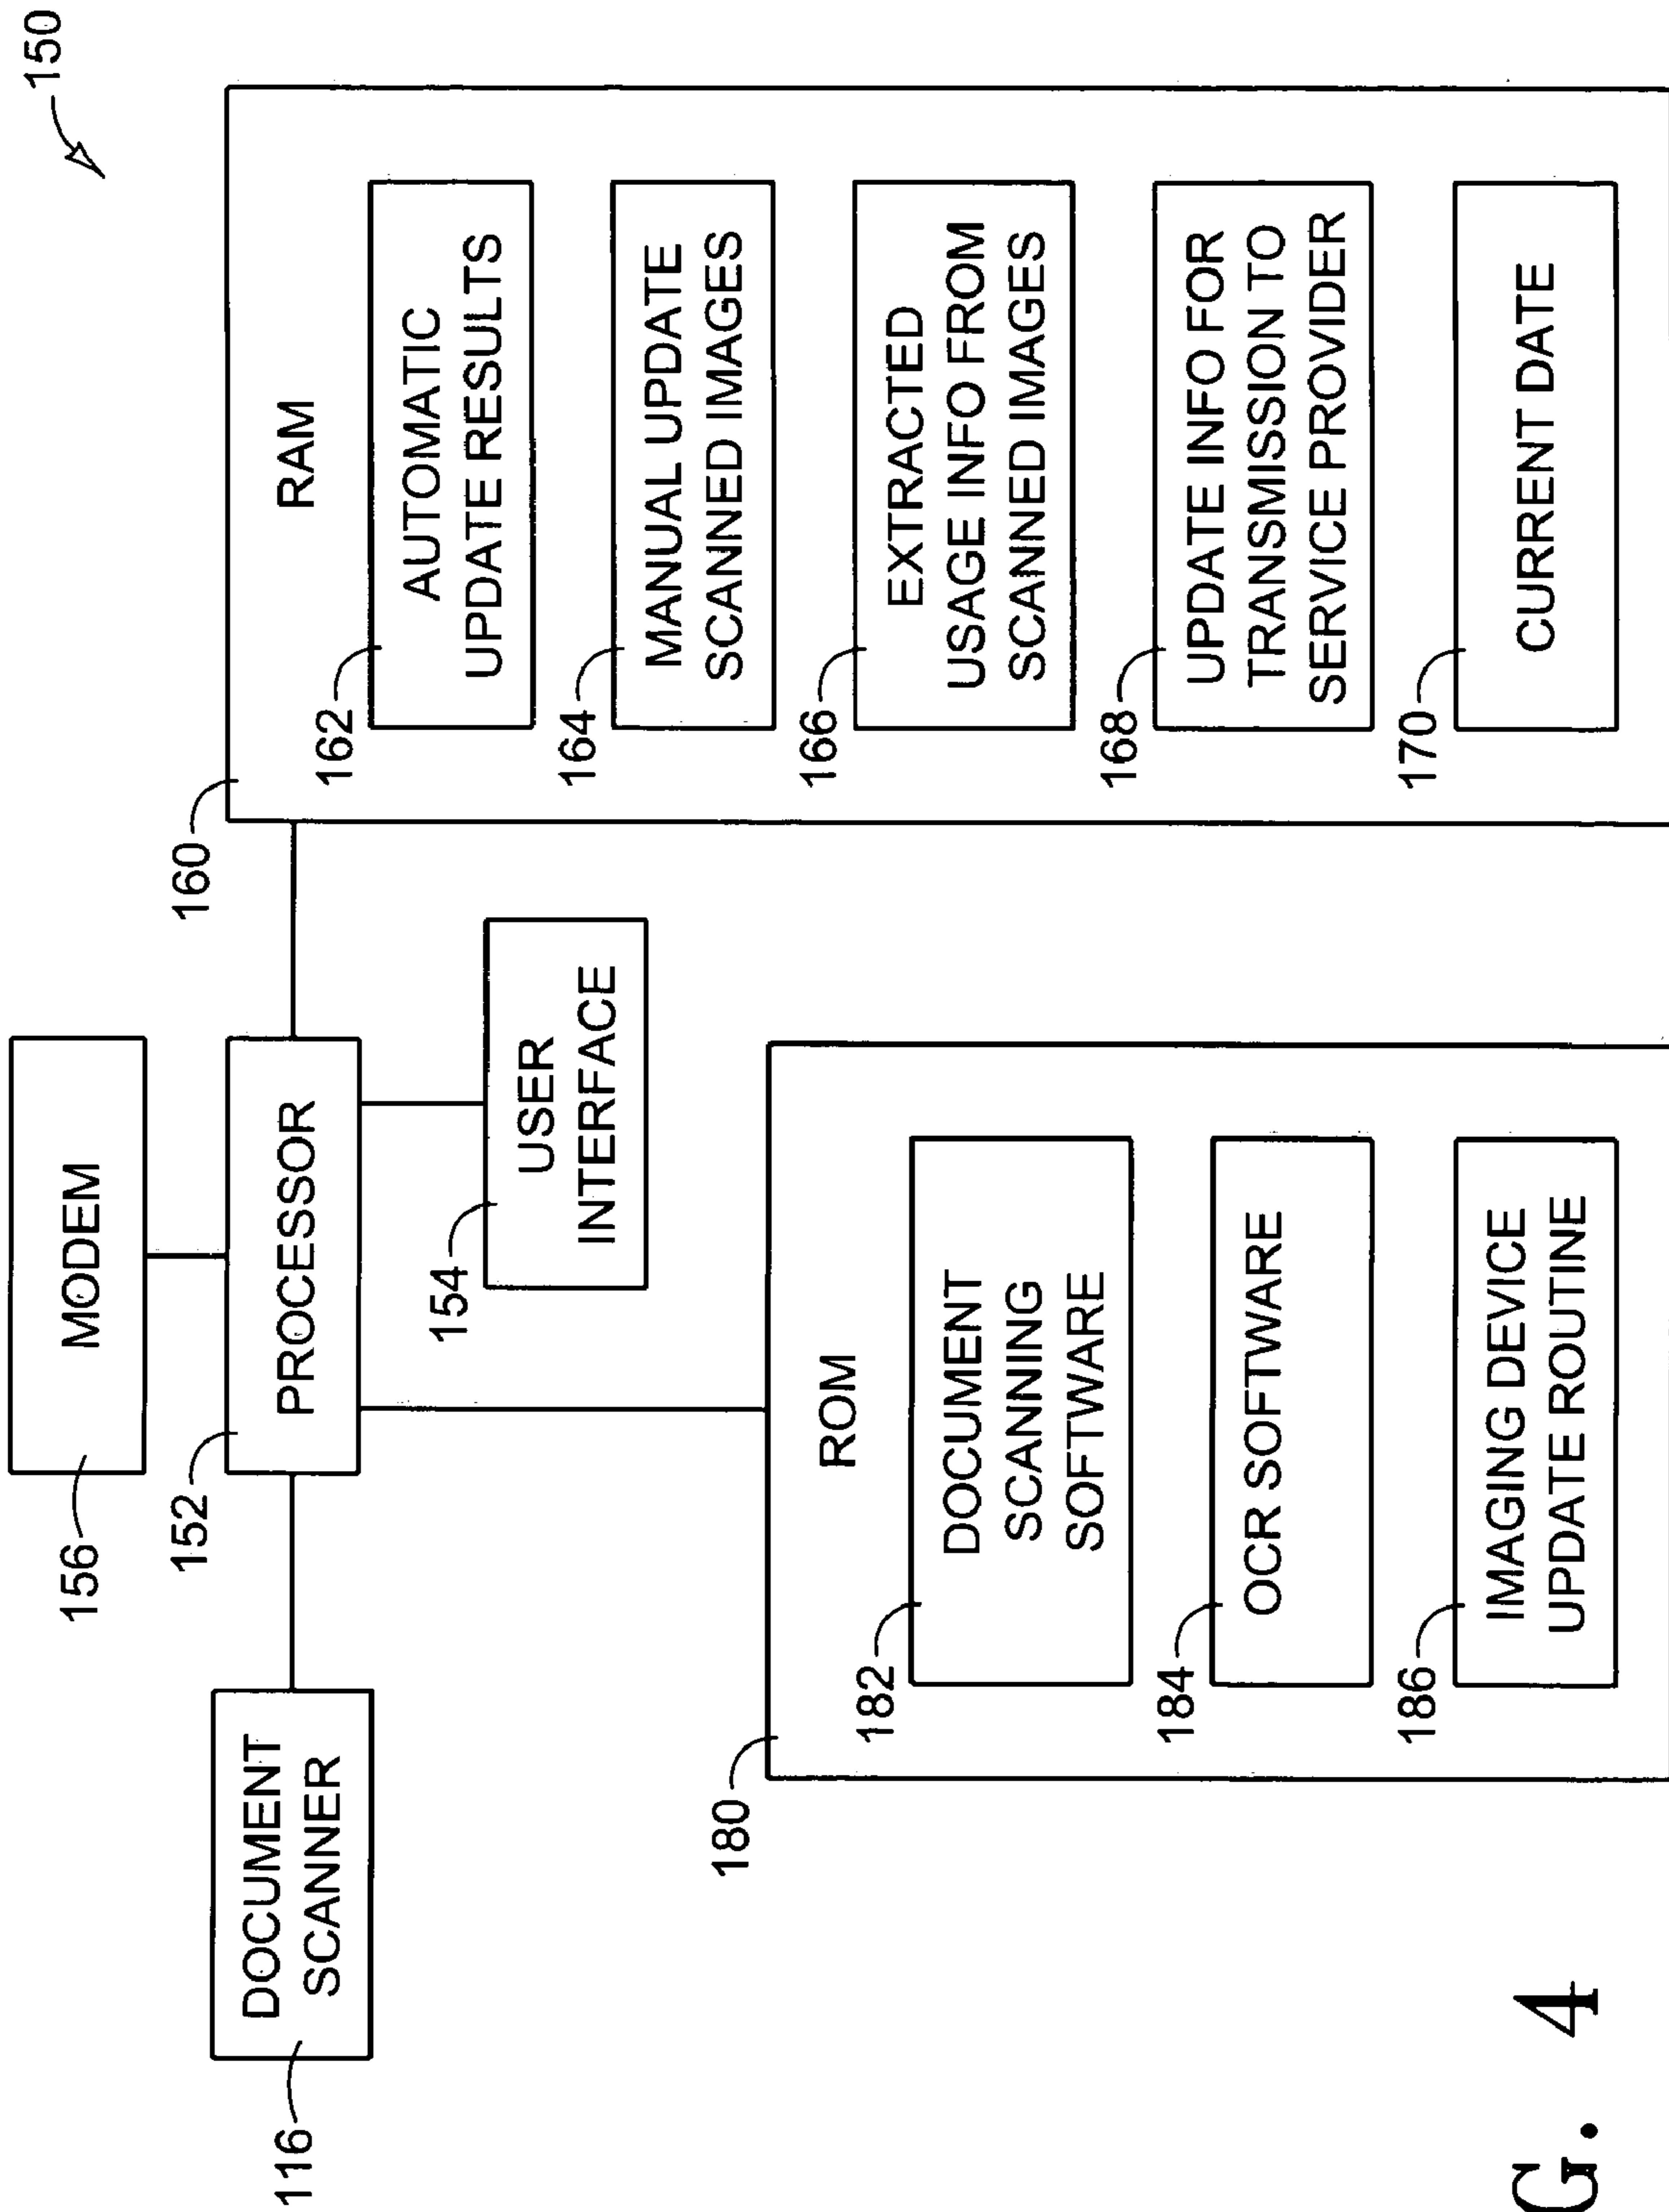 150
156
MODEM
152
PROCESSOR
116
DOCUMENT
SCANNER
154
USER
INTERFACE
160
RAM
162
AUTOMATIC
UPDATE RESULTS
164
MANUAL UPDATE
SCANNED IMAGES
166
EXTRACTED
USAGE INFO FROM
SCANNED IMAGES
168
UPDATE INFO FOR
TRANSMISSION TO
SERVICE PROVIDER
170
CURRENT DATE
180
ROM
182
DOCUMENT
SCANNING
SOFTWARE
184
OCR SOFTWARE
186
IMAGING DEVICE
UPDATE ROUTINE
G. 4